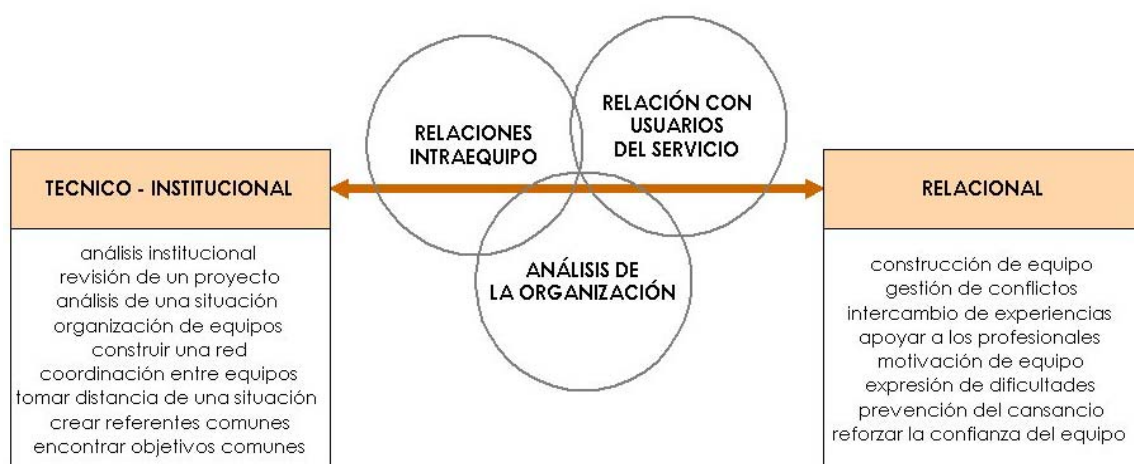 RELACIONES
INTRAEQUIPO
RELACIÓN CON
USUARIOS
DEL SERVICIO
ANÁLISIS DE
LA ORGANIZACIÓN
TECNICO - INSTITUCIONAL
análisis institucional
revisión de un proyecto
análisis de una situación
organización de equipos
construir una red
coordinación entre equipos
tomar distancia de una situación
crear referentes comunes
encontrar objetivos comunes
RELACIONAL
construcción de equipo
gestión de conflictos
intercambio de experiencias
apoyar a los profesionales
motivación de equipo
expresión de dificultades
prevención del cansancio
reforzar la confianza del equipo